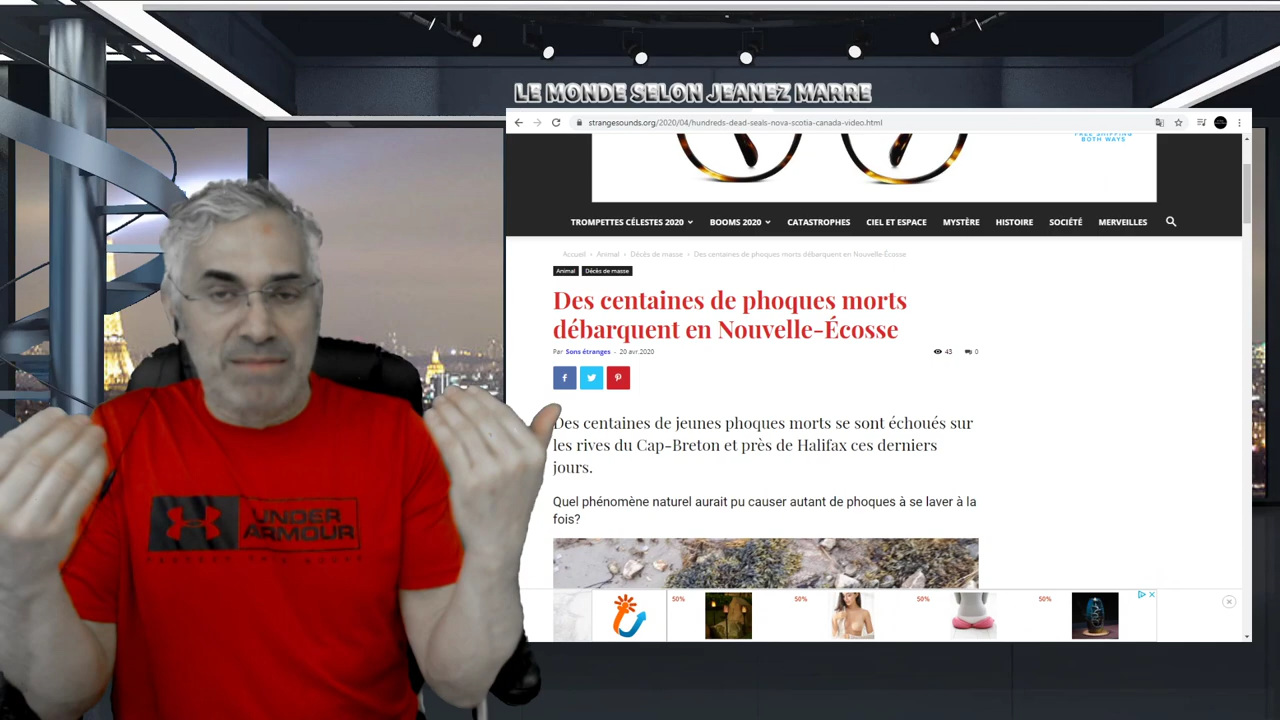 LE MONDE SELON JEANEZ MARRE
strangesounds.org/2020/04/hundreds-dead-seals-nova-scotia-canada-video.html
FREE SHIPPING
BOTH WAYS
TROMPETTES CÉLESTES 2020 BOOMS 2020 CATASTROPHES CIEL ET ESPACE MYSTÈRE HISTOIRE SOCIÉTÉ MERVEILLES
Accueil › Animal › Décès de masse › Des centaines de phoques morts débarquent en Nouvelle-Écosse
Animal Décès de masse
Des centaines de phoques morts
débarquent en Nouvelle-Écosse
Par Sons étranges - 20 avr.2020 43 0
Des centaines de jeunes phoques morts se sont échoués sur
les rives du Cap-Breton et près de Halifax ces derniers
jours.
Quel phénomène naturel aurait pu causer autant de phoques à se laver à la
fois?
50% 50% 50% 50%
UNDER
ARMOUR